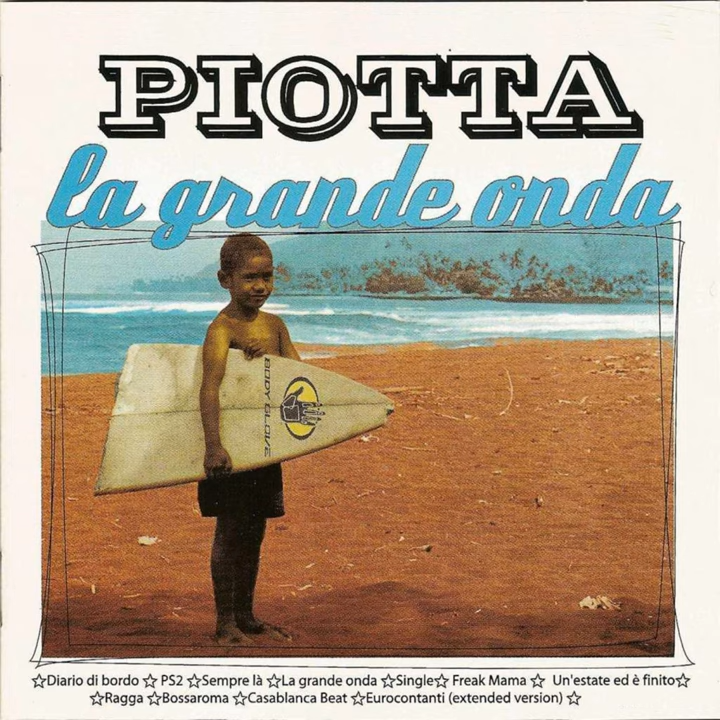 PIOTTA
la grande onda
BODY GLOVE
☆Diario di bordo ☆ PS2 ☆Sempre là ☆La grande onda ☆Single☆ Freak Mama ☆ Un'estate ed è finito☆
☆Ragga ☆Bossaroma ☆Casablanca Beat ☆Eurocontanti (extended version) ☆